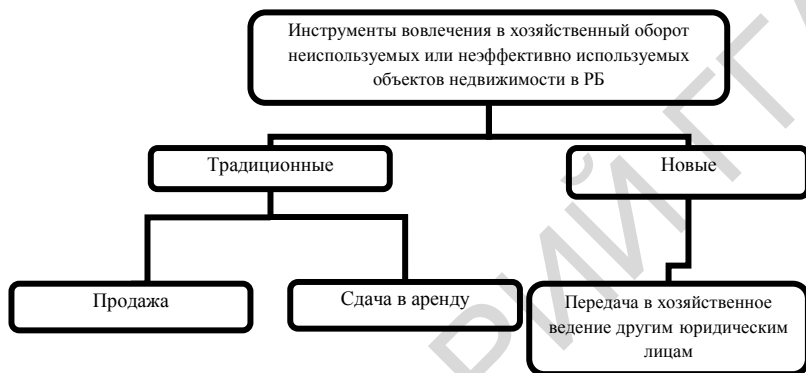 Инструменты вовлечения в хозяйственный оборот
неиспользуемых или неэффективно используемых
объектов недвижимости в РБ
Традиционные
Новые
Продажа
Сдача в аренду
Передача в хозяйственное
ведение другим юридическим
лицам